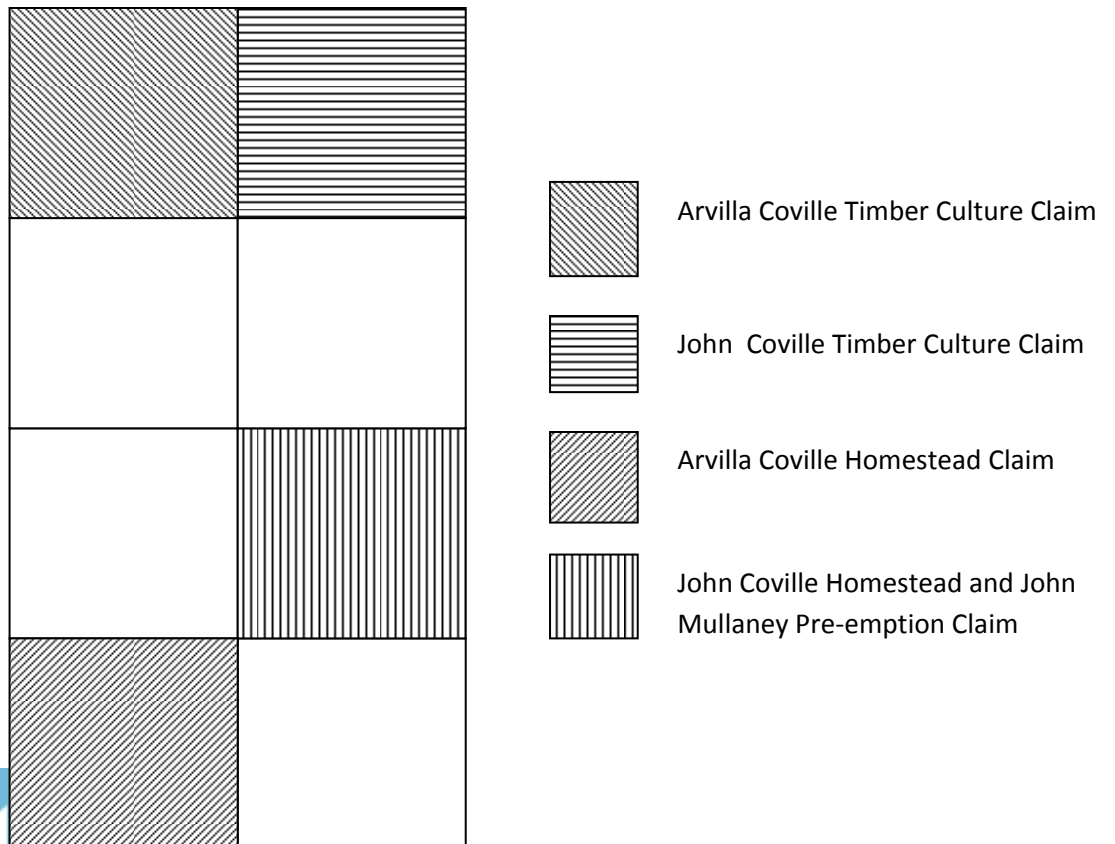 Arvilla Coville Timber Culture Claim
John Coville Timber Culture Claim
Arvilla Coville Homestead Claim
John Coville Homestead and John
Mullaney Pre-emption Claim